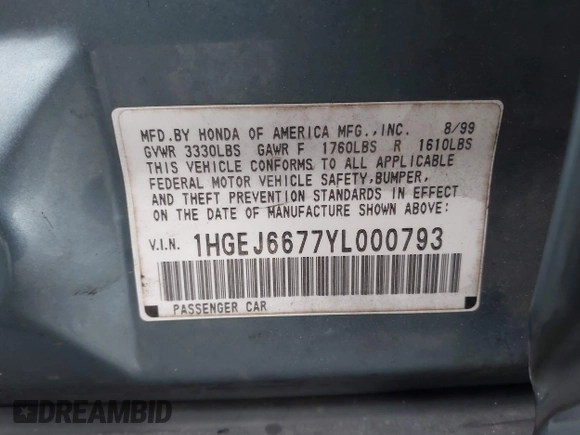 MFD.BY HONDA OF AMERICA MFG.,INC. 8/99
GVWR 3330LBS GAWR F 1760LBS R 1610LBS
THIS VEHICLE CONFORMS TO ALL APPLICABLE
FEDERAL MOTOR VEHICLE SAFETY,BUMPER,
AND THEFT PREVENTION STANDARDS IN EFFECT
ON THE DATE OF MANUFACTURE SHOWN ABOVE:
V.I.N. 1HGEJ6677YL000793
PASSENGER CAR
DREAMBID